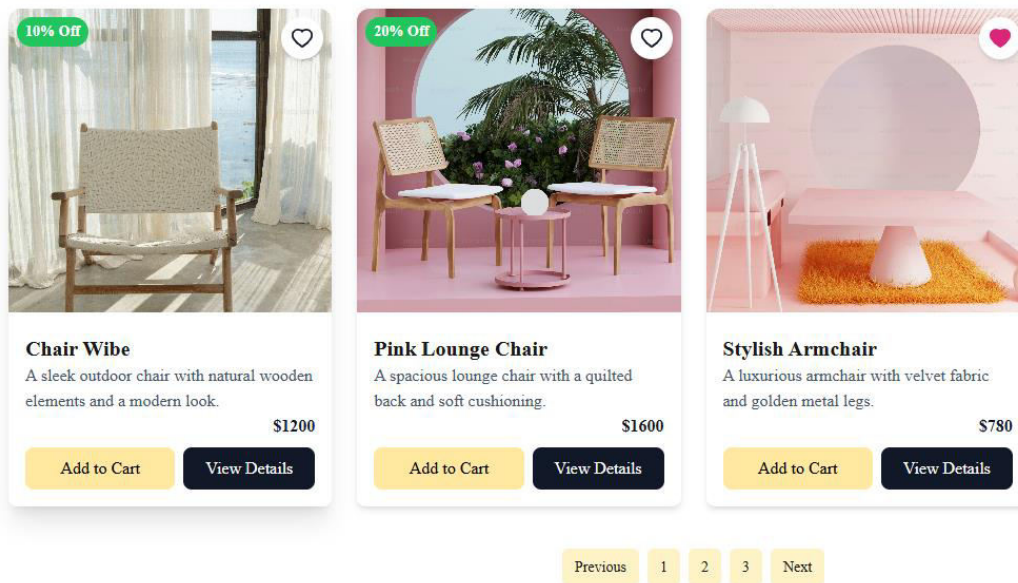 10% Off
20% Off
Chair Wibe
A sleek outdoor chair with natural wooden
elements and a modern look.
$1200
Add to Cart
View Details
Pink Lounge Chair
A spacious lounge chair with a quilted
back and soft cushioning.
$1600
Add to Cart
View Details
Stylish Armchair
A luxurious armchair with velvet fabric
and golden metal legs.
$780
Add to Cart
View Details
Previous 1 2 3 Next